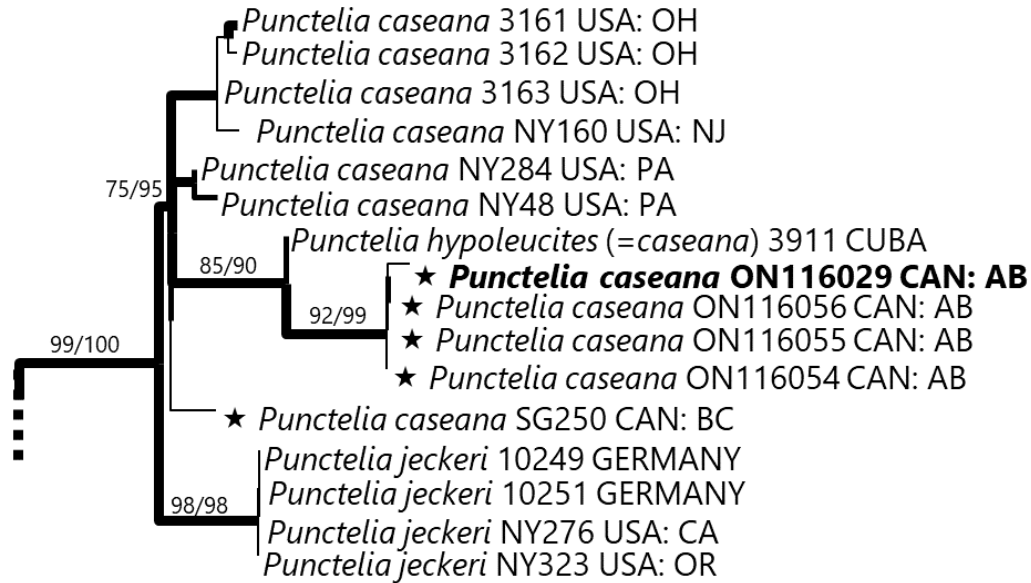 Punctelia caseana 3161 USA: OH
Punctelia caseana 3162 USA: OH
Punctelia caseana 3163 USA: OH
Punctelia caseana NY160 USA: NJ
75/95
Punctelia caseana NY284 USA: PA
Punctelia caseana NY48 USA: PA
Punctelia hypoleucites (=caseana) 3911 CUBA
85/90
★ Punctelia caseana ON116029 CAN: AB
★ Punctelia caseana ON116056 CAN: AB
92/99
★ Punctelia caseana ON116055 CAN: AB
99/100
★ Punctelia caseana ON116054 CAN: AB
★ Punctelia caseana SG250 CAN: BC
Punctelia jeckeri 10249 GERMANY
Punctelia jeckeri 10251 GERMANY
98/98
Punctelia jeckeri NY276 USA: CA
Punctelia jeckeri NY323 USA: OR